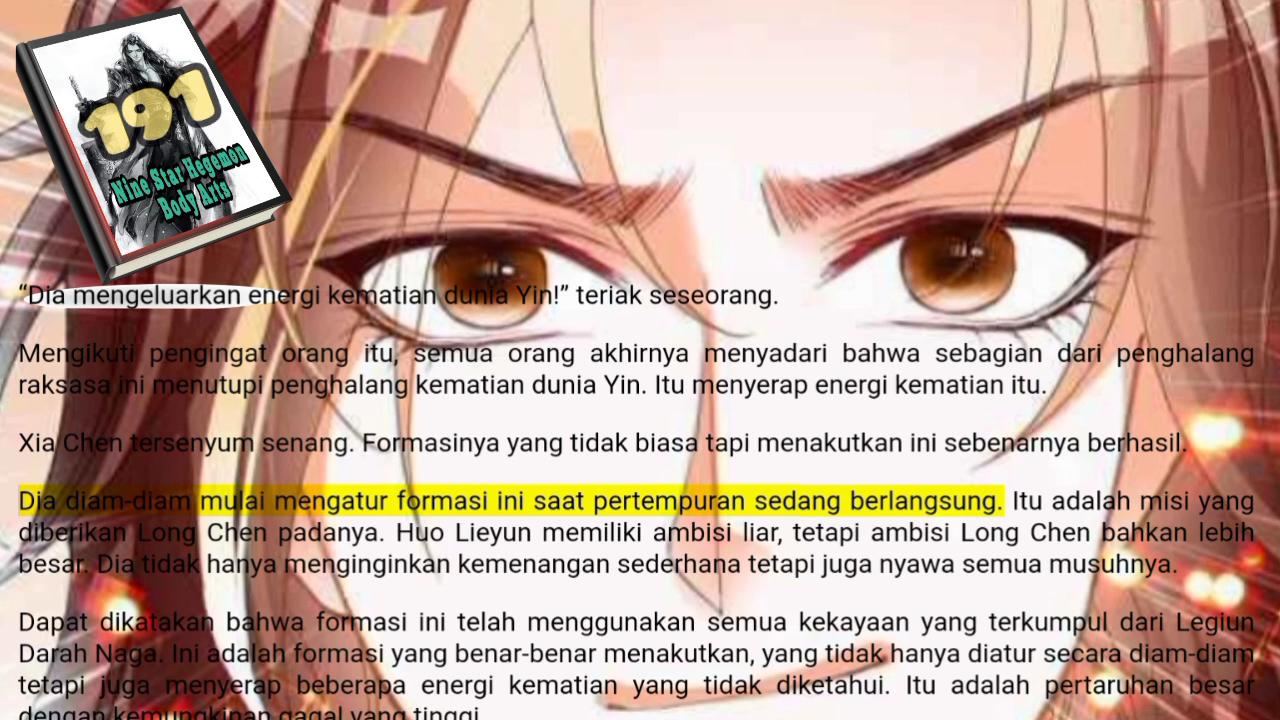 191
Nine Star Hegemon
Body Arts
“Dia mengeluarkan energi kematian dunia Yin!” teriak seseorang.
Mengikuti pengingat orang itu, semua orang akhirnya menyadari bahwa sebagian dari penghalang
raksasa ini menutupi penghalang kematian dunia Yin. Itu menyerap energi kematian itu.
Xia Chen tersenyum senang. Formasinya yang tidak biasa tapi menakutkan ini sebenarnya berhasil.
Dia diam-diam mulai mengatur formasi ini saat pertempuran sedang berlangsung. Itu adalah misi yang
diberikan Long Chen padanya. Huo Lieyun memiliki ambisi liar, tetapi ambisi Long Chen bahkan lebih
besar. Dia tidak hanya menginginkan kemenangan sederhana tetapi juga nyawa semua musuhnya.
Dapat dikatakan bahwa formasi ini telah menggunakan semua kekayaan yang terkumpul dari Legiun
Darah Naga. Ini adalah formasi yang benar-benar menakutkan, yang tidak hanya diatur secara diam-diam
tetapi juga menyerap beberapa energi kematian yang tidak diketahui. Itu adalah pertaruhan besar
dengan kemungkinan gagal yang tinggi.